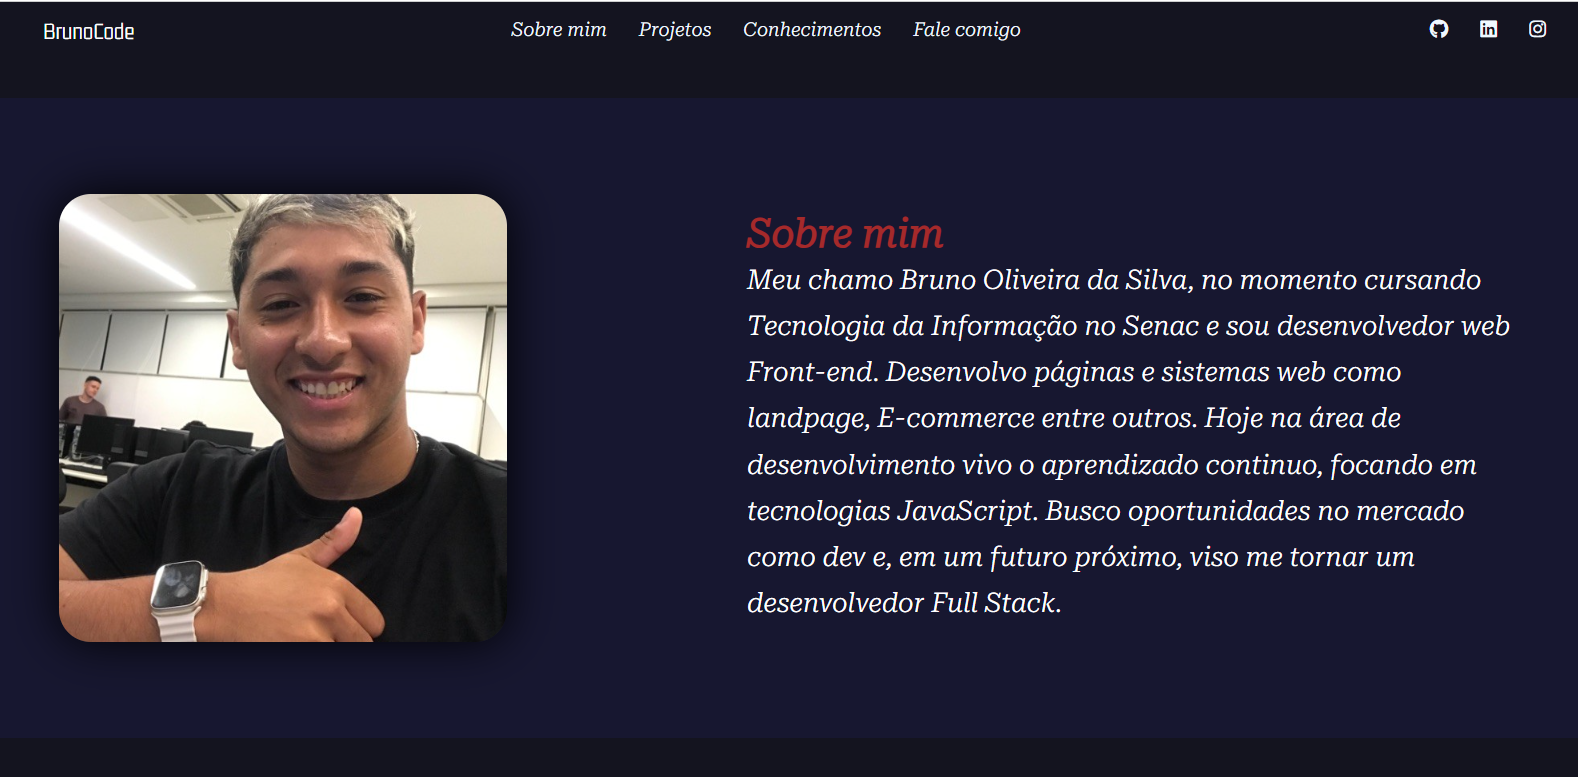 BrunoCode
Sobre mim
Projetos
Conhecimentos
Fale comigo
Sobre mim
Meu chamo Bruno Oliveira da Silva, no momento cursando
Tecnologia da Informação no Senac e sou desenvolvedor web
Front-end. Desenvolvo páginas e sistemas web como
landpage, E-commerce entre outros. Hoje na área de
desenvolvimento vivo o aprendizado continuo, focando em
tecnologias JavaScript. Busco oportunidades no mercado
como dev e, em um futuro próximo, viso me tornar um
desenvolvedor Full Stack.